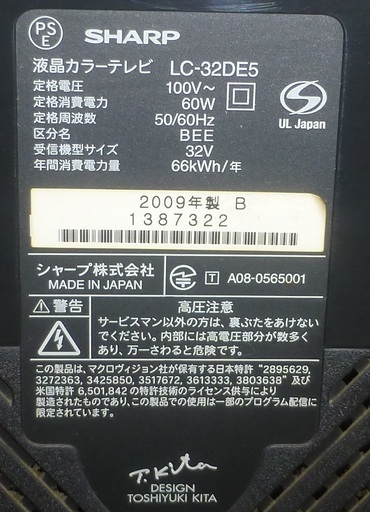 PS
E
SHARP
液晶カラーテレビ LC-32DE5
定格電圧 100V~
定格消費電力 60W
定格周波数 50/60Hz
区分名 BEE
受信機型サイズ 32V
年間消費電力量 66kWh/年
UL Japan
2009年製 B
1387322
シャープ株式会社
MADE IN JAPAN
T A08-0565001
警告
高圧注意
サービスマン以外の方は、裏ぶたをあけない
でください。内部には高電圧部分が数多く
あり、万一さわると危険です。
この製品は、マクロヴィジョン社が保有する日本特許 "2895629,
3272363, 3425850, 3517672, 3613333, 3803638" 及び
米国特許 6,501,842 の特許技術のライセンス供与により
製造されたものであり、この製品での使用は一部のプログラム配信に
限定されています。
T. Kita
DESIGN
TOSHIYUKI KITA